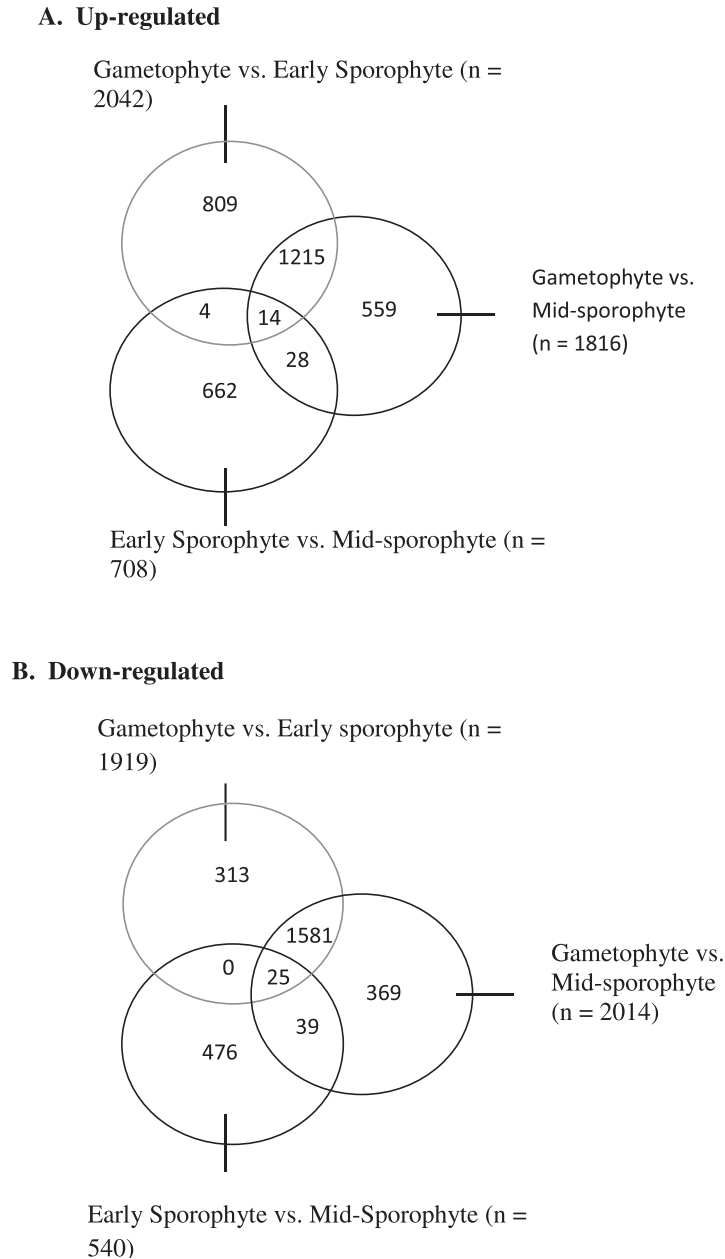 A. Up-regulated
Gametophyte vs. Early Sporophyte (n =
2042)
809
1215
Gametophyte vs.
Mid-sporophyte
(n = 1816)
559
4
14
28
662
Early Sporophyte vs. Mid-sporophyte (n =
708)
B. Down-regulated
Gametophyte vs. Early sporophyte (n =
1919)
313
1581
Gametophyte vs.
Mid-sporophyte
(n = 2014)
0
25
369
39
476
Early Sporophyte vs. Mid-Sporophyte (n =
540)